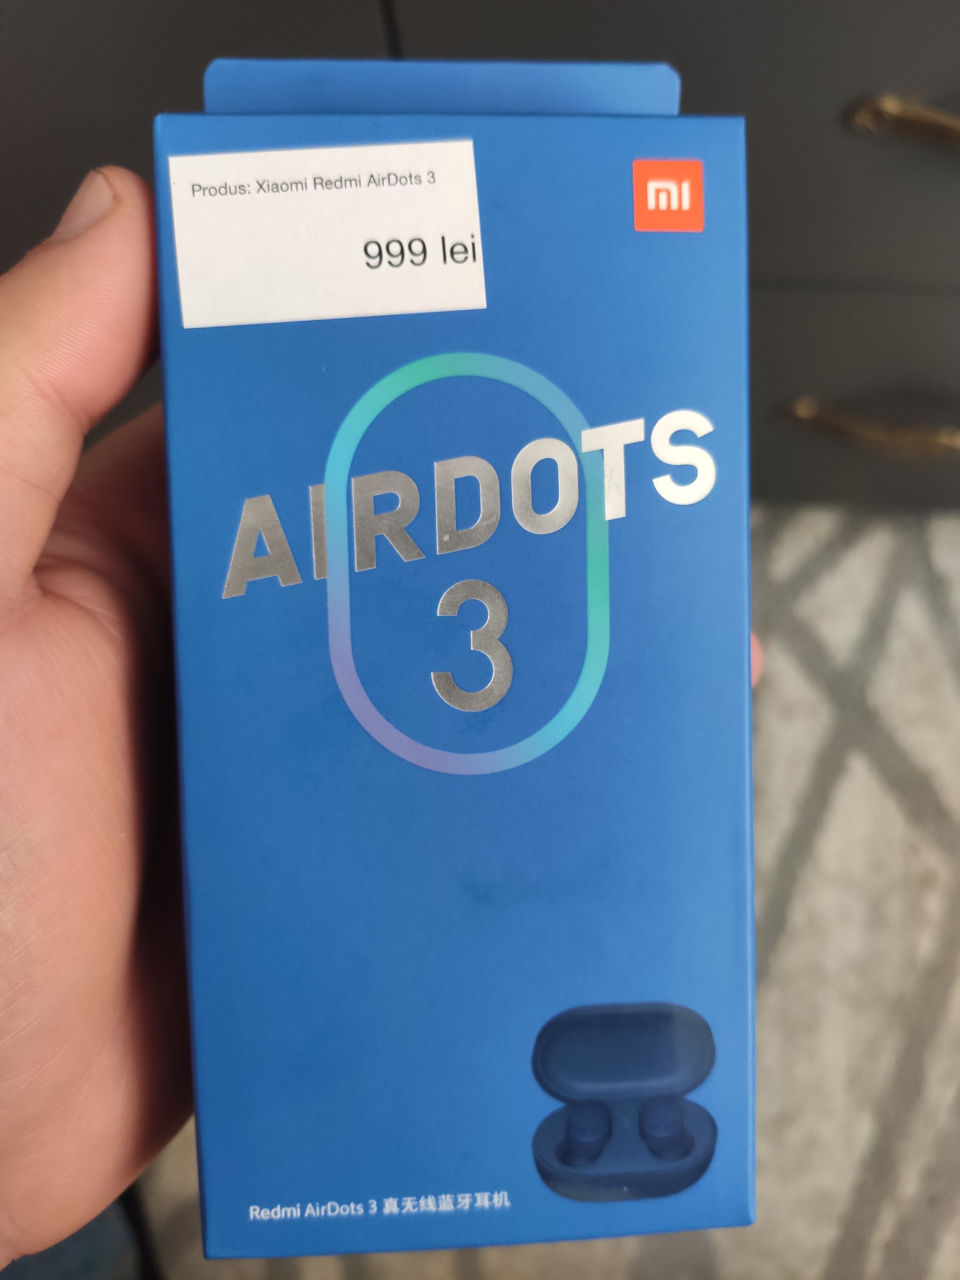 Produs: Xiaomi Redmi AirDots 3
999 lei
mi
AIRDOTS
3
Redmi AirDots 3 真无线蓝牙耳机